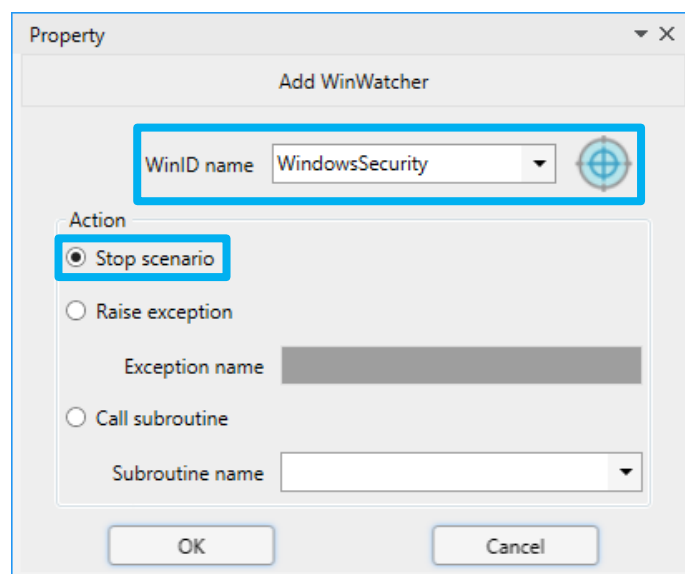 Property
Add WinWatcher
WinID name WindowsSecurity
Action
Stop scenario
Raise exception
Exception name
Call subroutine
Subroutine name
OK Cancel